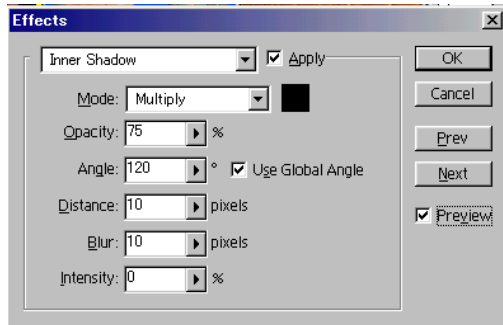 Effects
Inner Shadow Apply OK
Mode: Multiply Cancel
Opacity: 75 % Prev
Angle: 120 ° Use Global Angle Next
Distance: 10 pixels Preview
Blur: 10 pixels
Intensity: 0 %